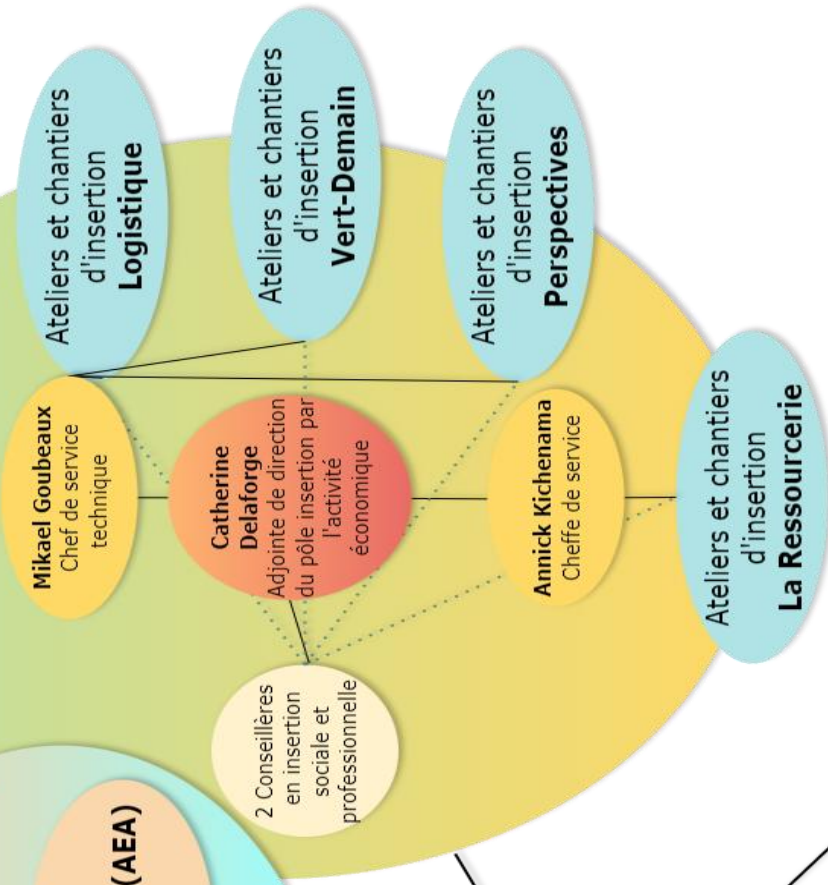 Mikael Goubeaux
Chef de service
technique
Ateliers et chantiers
d'insertion
Logistique
Catherine
Delaforge
Adjointe de direction
du pôle insertion par
l'activité
économique
Ateliers et chantiers
d'insertion
Vert-Demain
2 Conseillères
en insertion
sociale et
professionnelle
Annick Kichenama
Cheffe de service
Ateliers et chantiers
d'insertion
Perspectives
Ateliers et chantiers
d'insertion
La Ressourcerie
(AEA)